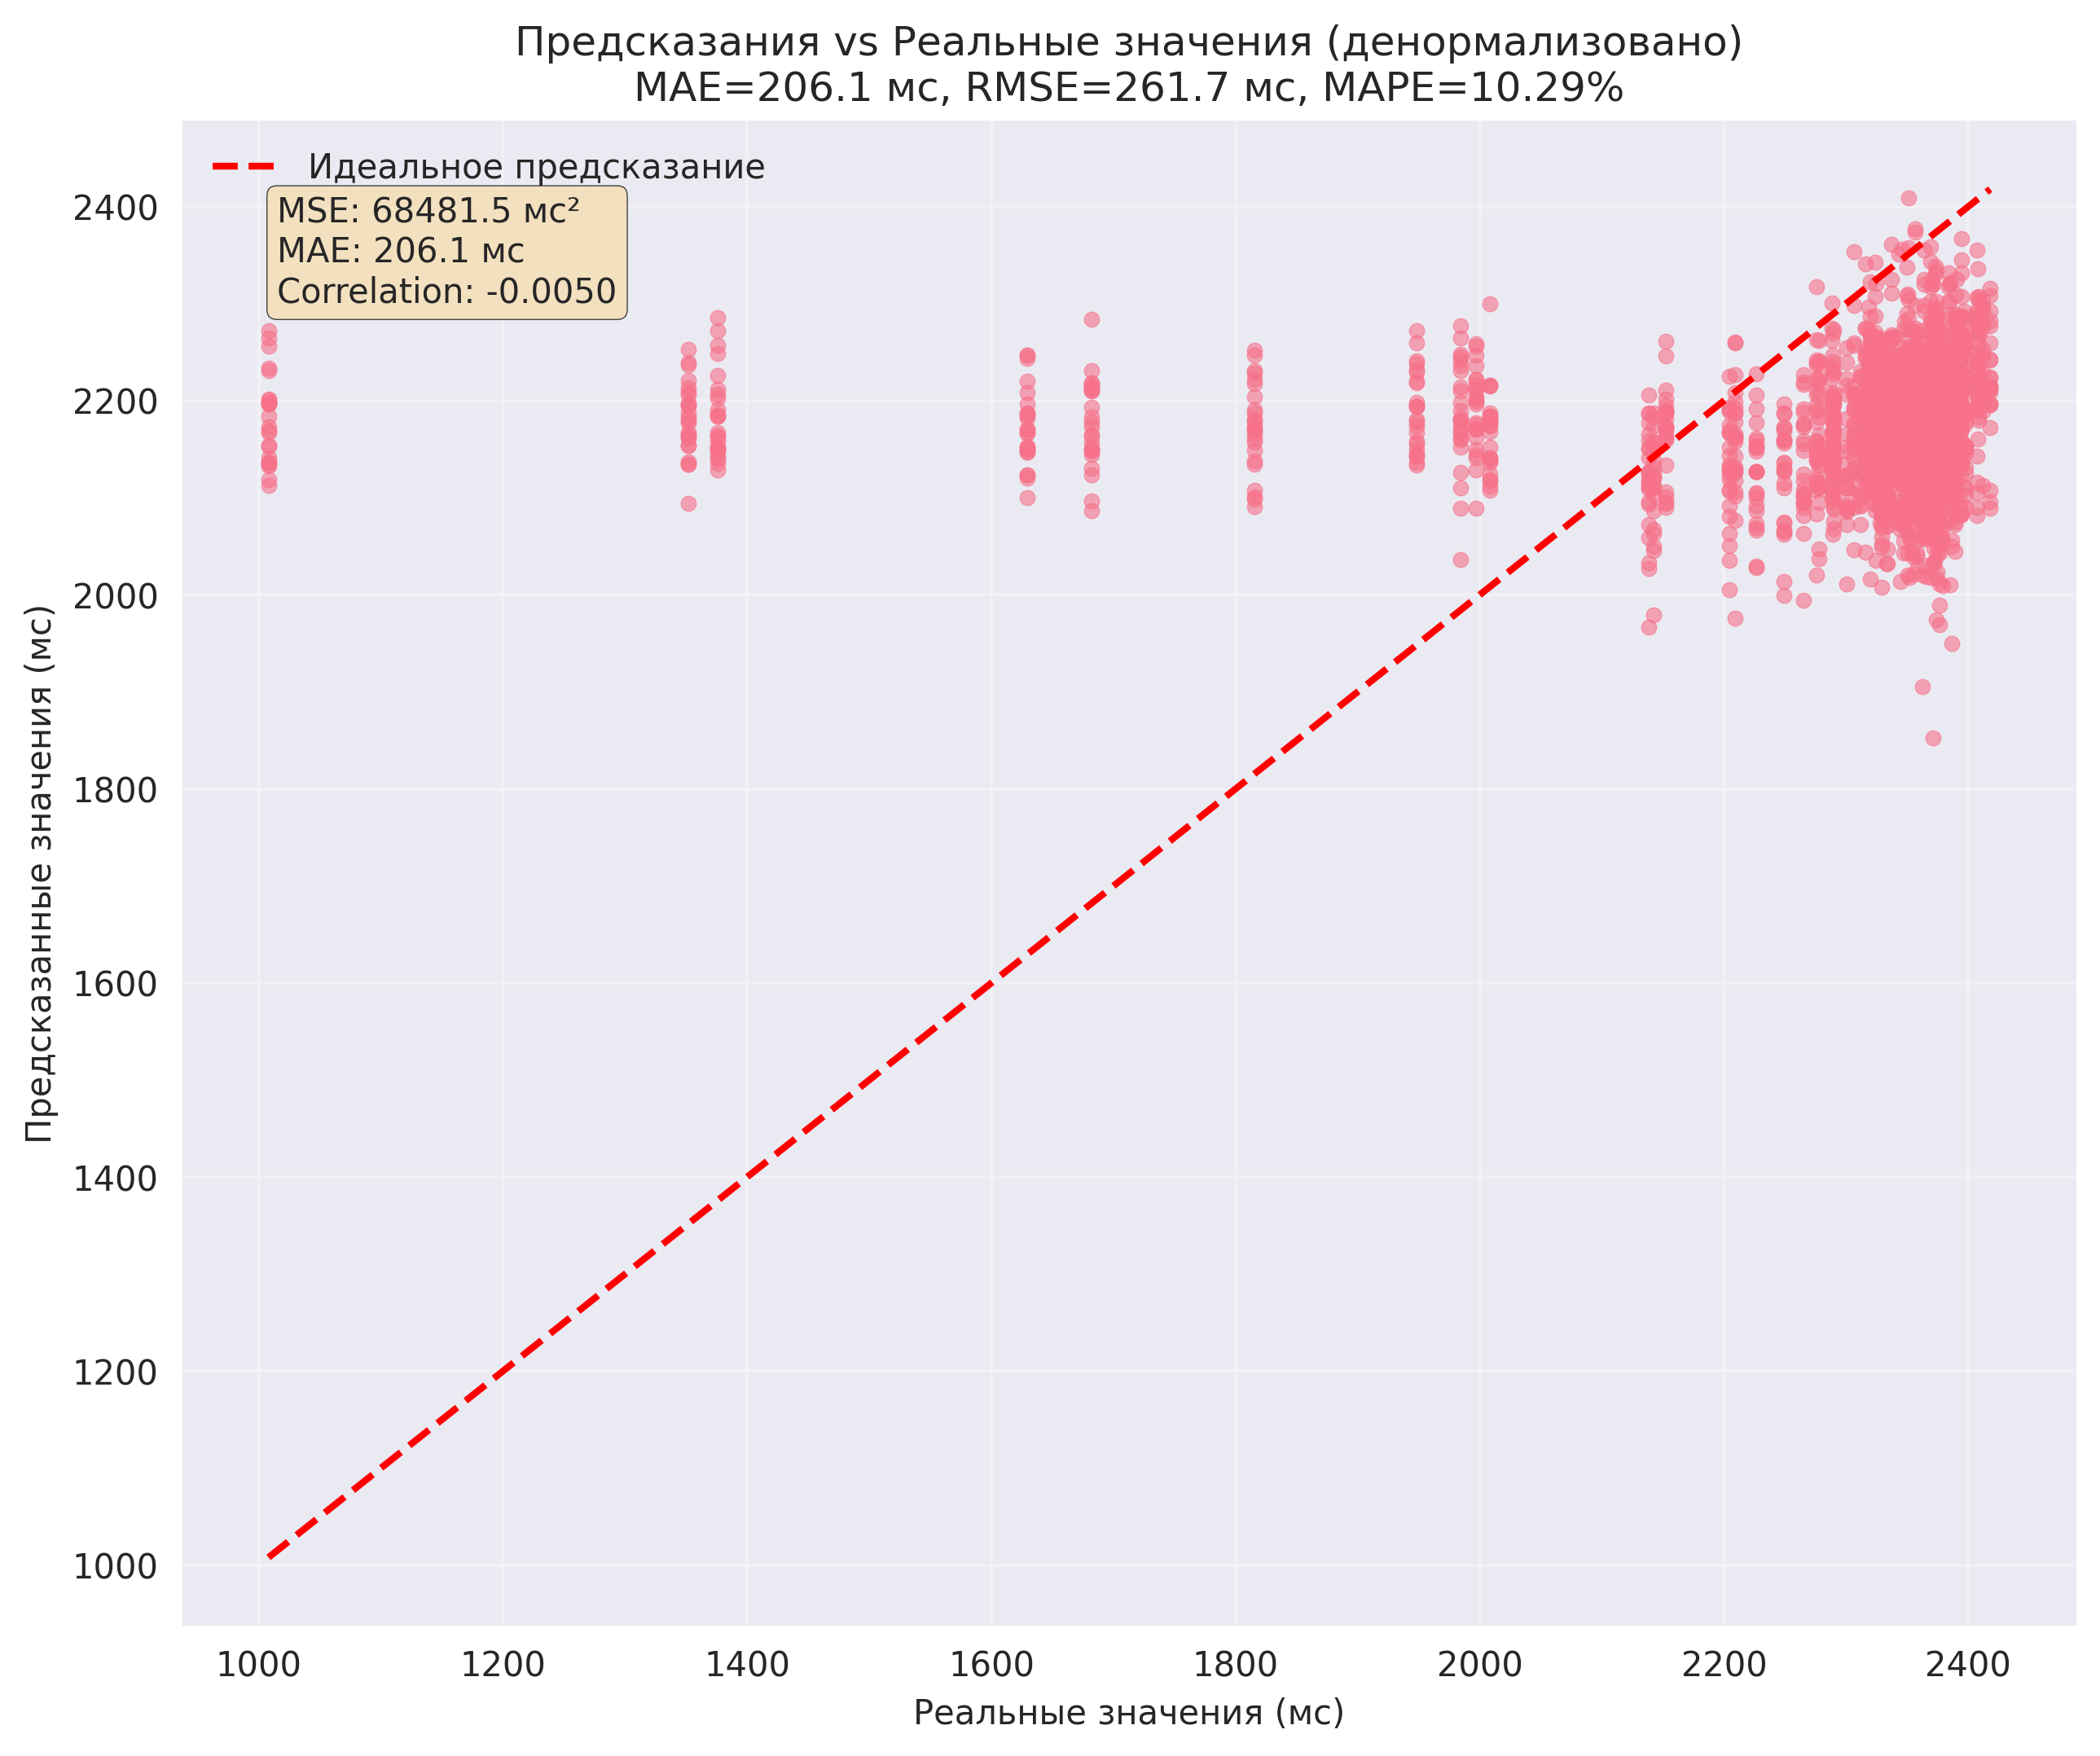 Предсказания vs Реальные значения (денормализовано)
MAE=206.1 мс, RMSE=261.7 мс, MAPE=10.29%
Идеальное предсказание
MSE: 68481.5 мс²
MAE: 206.1 мс
Correlation: -0.0050
Предсказанные значения (мс)
2400
2200
2000
1800
1600
1400
1200
1000
1000 1200 1400 1600 1800 2000 2200 2400
Реальные значения (мс)